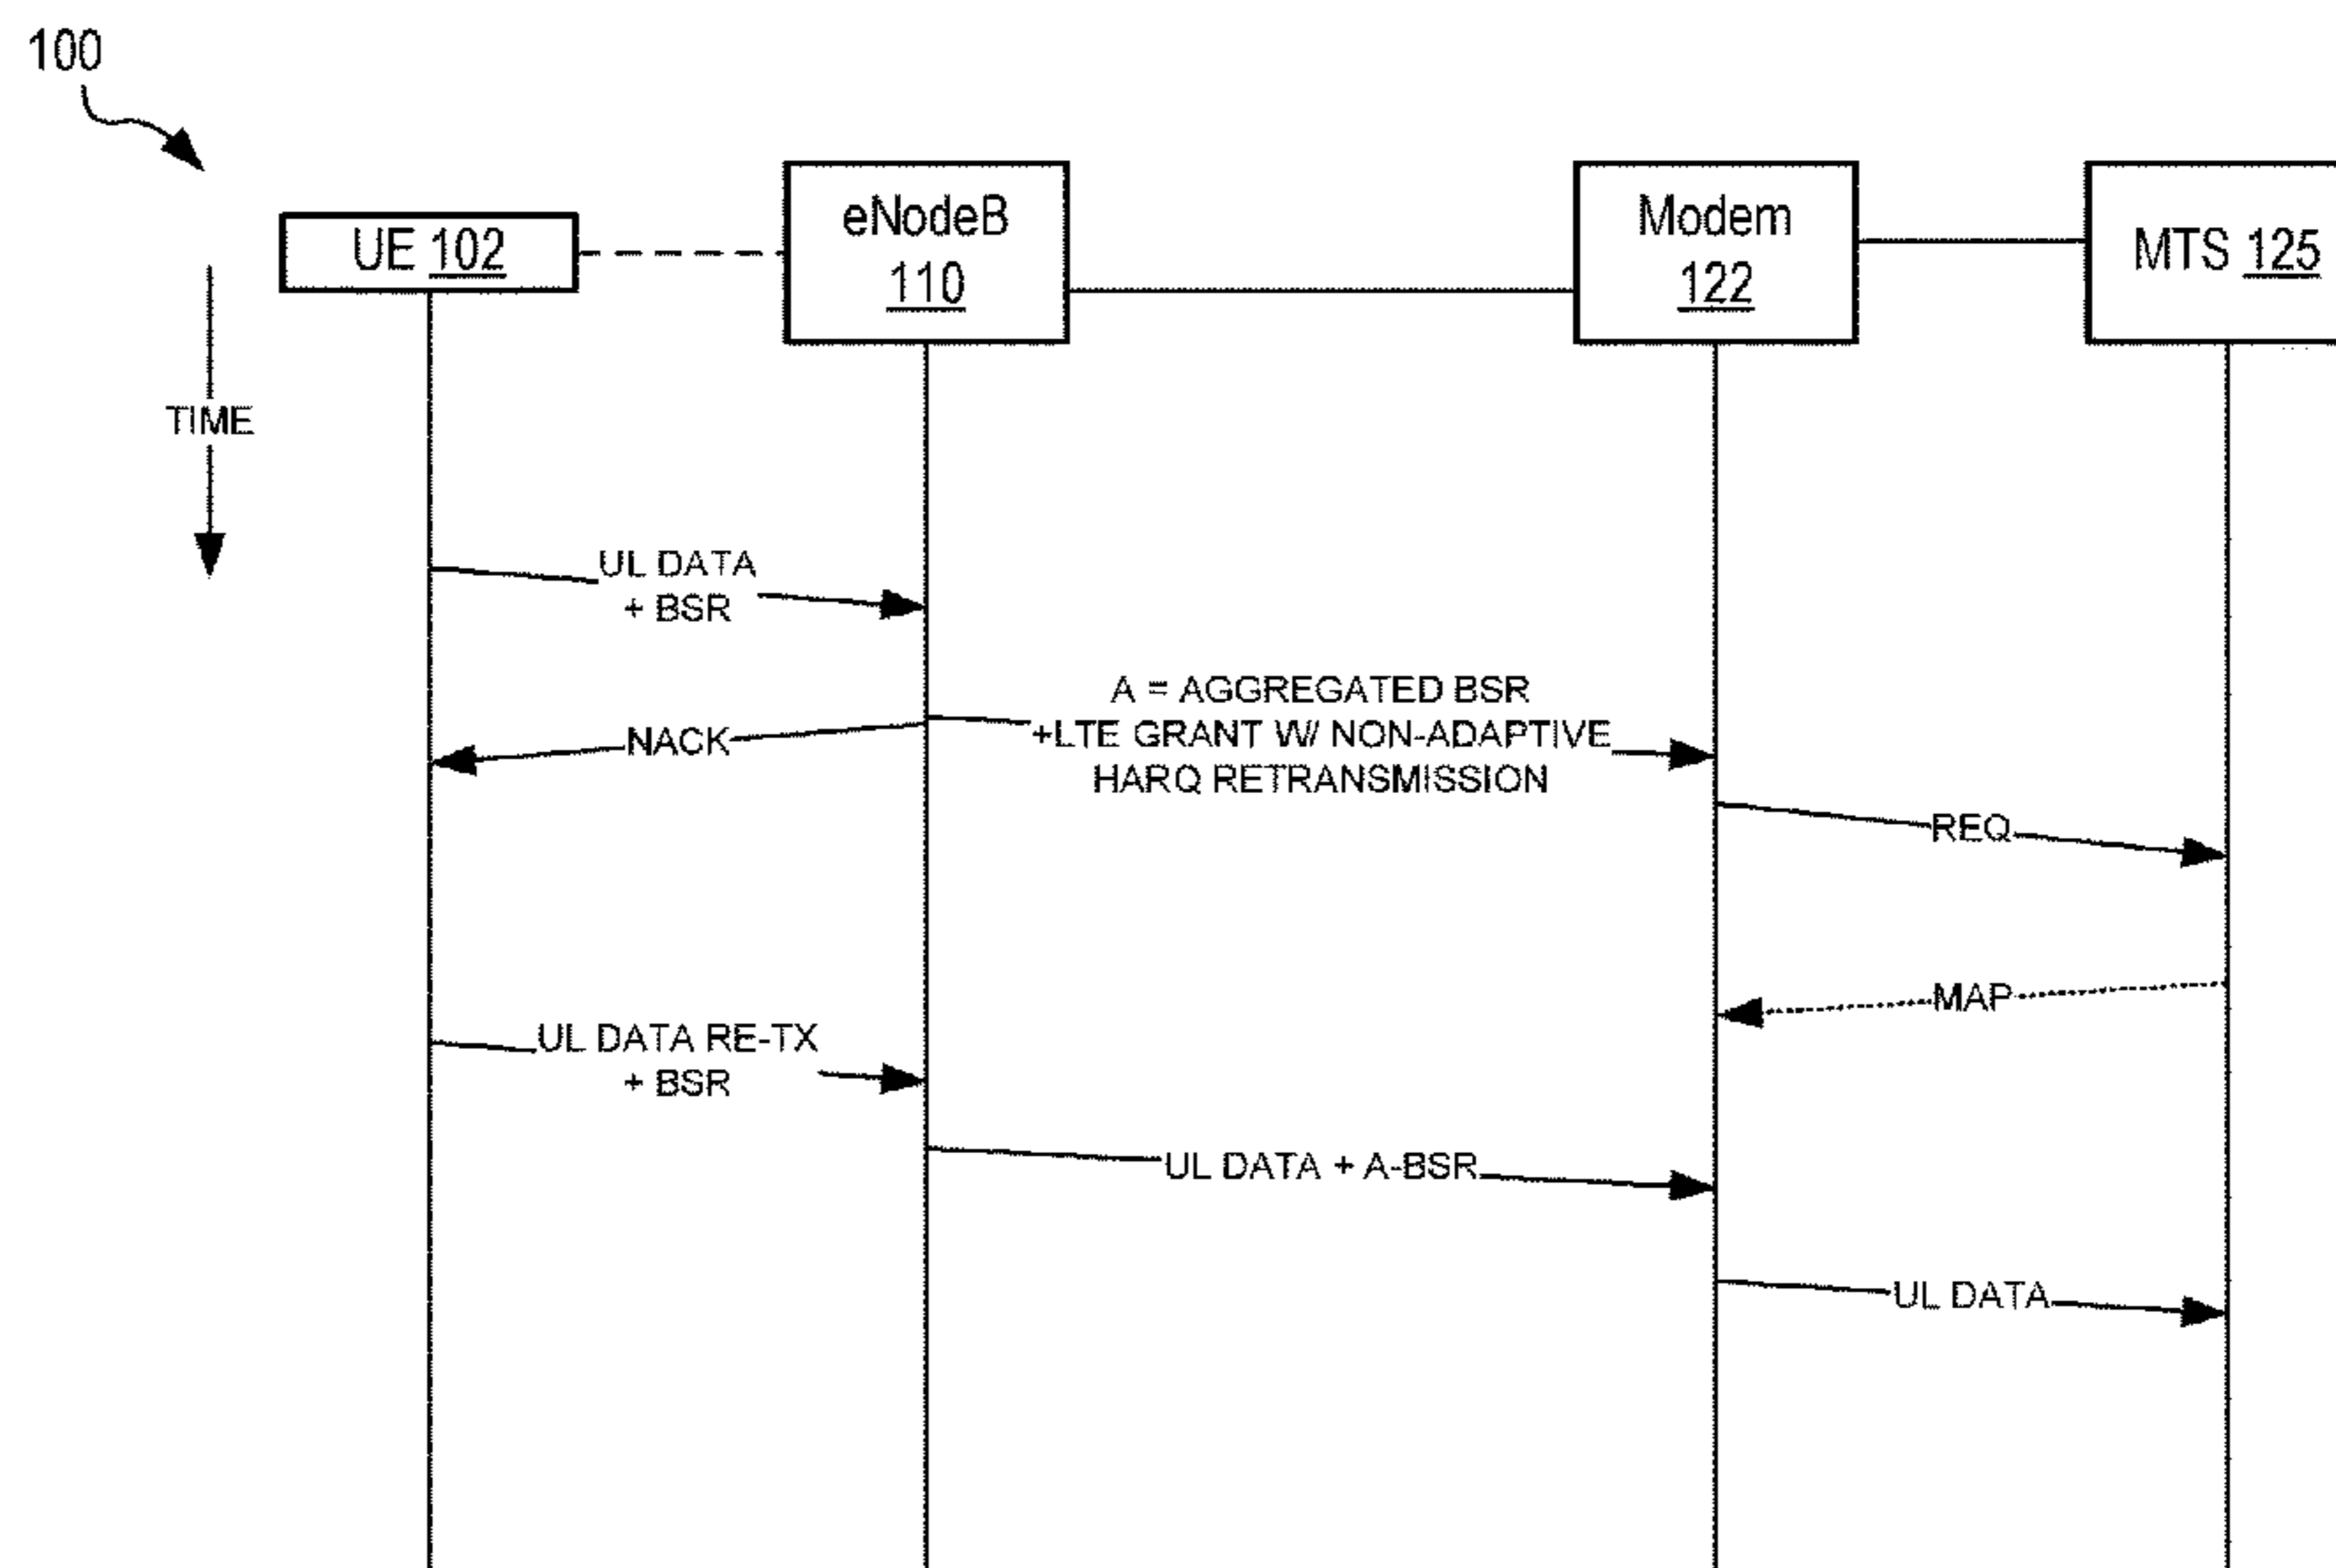 100
UE 102
eNodeB
110
Modem
122
MTS 125
TIME
UL DATA
+ BSR
A = AGGREGATED BSR
+LTE GRANT W/ NON-ADAPTIVE
HARQ RETRANSMISSION
NACK
REQ
MAP
UL DATA RE-TX
+ BSR
UL DATA + A-BSR
UL DATA